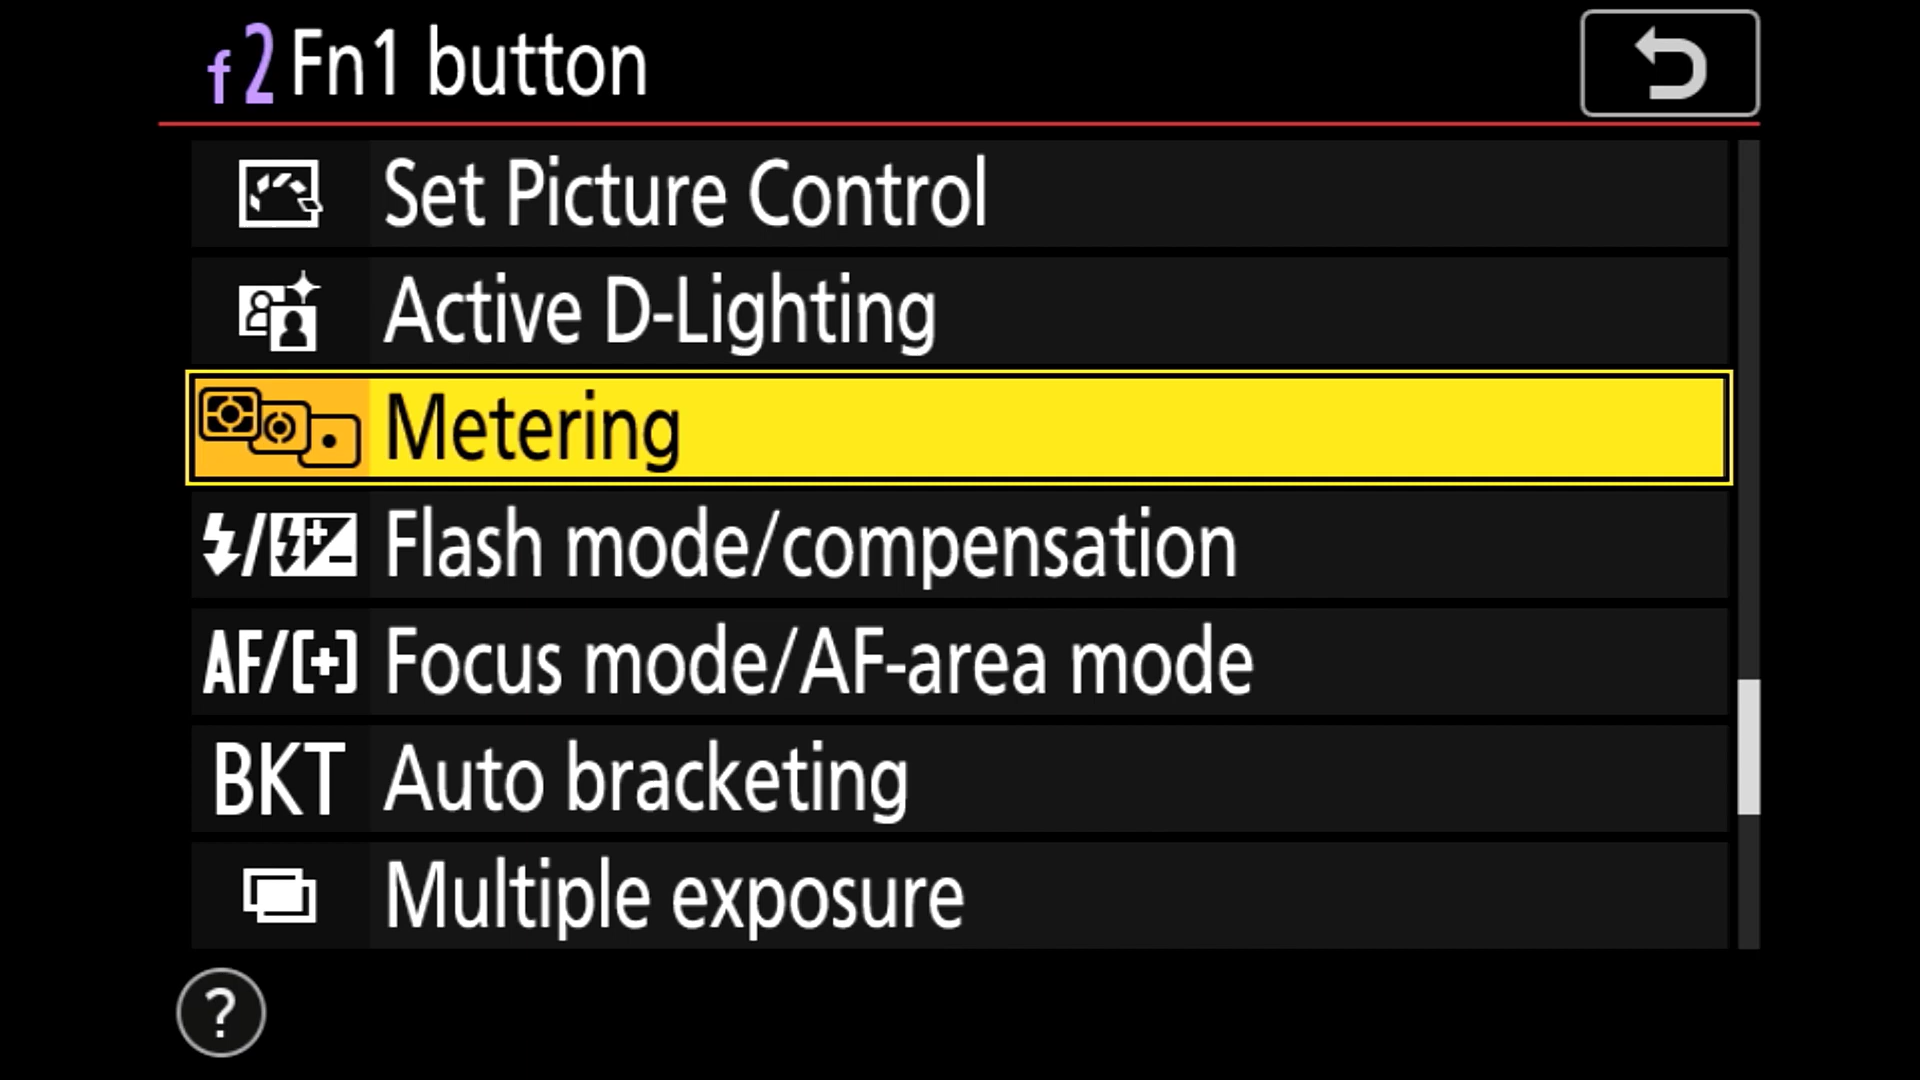 f2 Fn1 button
Set Picture Control
Active D-Lighting
Metering
Flash mode/compensation
AF/[+] Focus mode/AF-area mode
BKT Auto bracketing
Multiple exposure
?